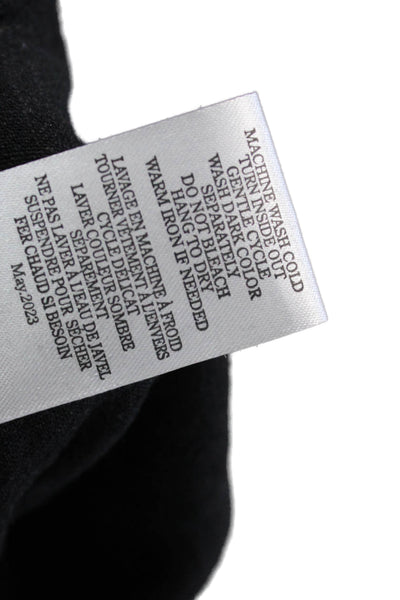 MACHINE WASH COLD
TURN INSIDE OUT
GENTLE CYCLE
WASH DARK COLOR
SEPARATELY
DO NOT BLEACH
HANG TO DRY
WARM IRON IF NEEDED
LAVAGE EN MACHINE À FROID
TOURNER VÊTEMENT À L'ENVERS
CYCLE DÉLICAT
LAVER COULEUR SOMBRE
SÉPARÉMENT
NE PAS LAVER À L'EAU DE JAVEL
SUSPENDRE POUR SÉCHER
FER CHAUD SI BESOIN
May.2023